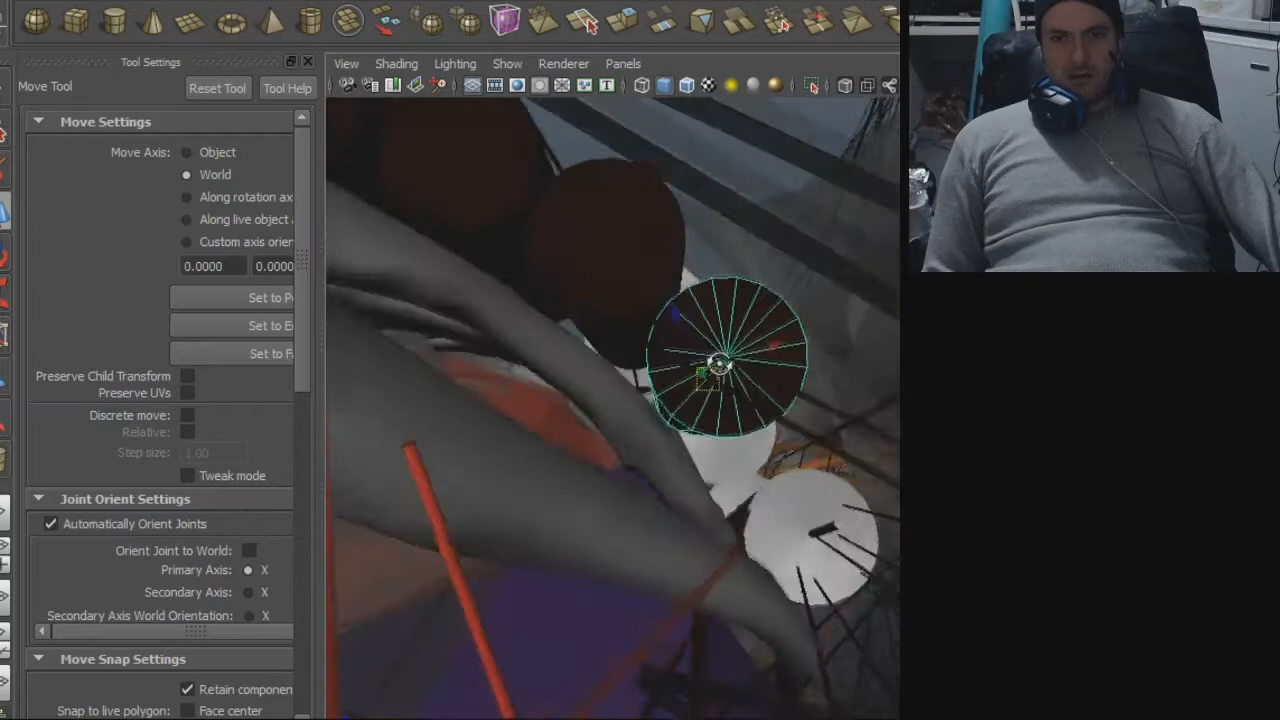 Tool Settings
View Shading Lighting Show Renderer Panels
Move Tool
Reset Tool Tool Help
Move Settings
Move Axis: Object
World
Along rotation ax
Along live object
Custom axis orien
0.0000 0.0000
Set to P
Set to E
Set to F
Preserve Child Transform
Preserve UVs
Discrete move:
Relative:
Step size: 1.00
Tweak mode
Joint Orient Settings
Automatically Orient Joints
Orient Joint to World:
Primary Axis: X
Secondary Axis: X
Secondary Axis World Orientation: X
Move Snap Settings
Retain componen
Snap to live polygon: Face center